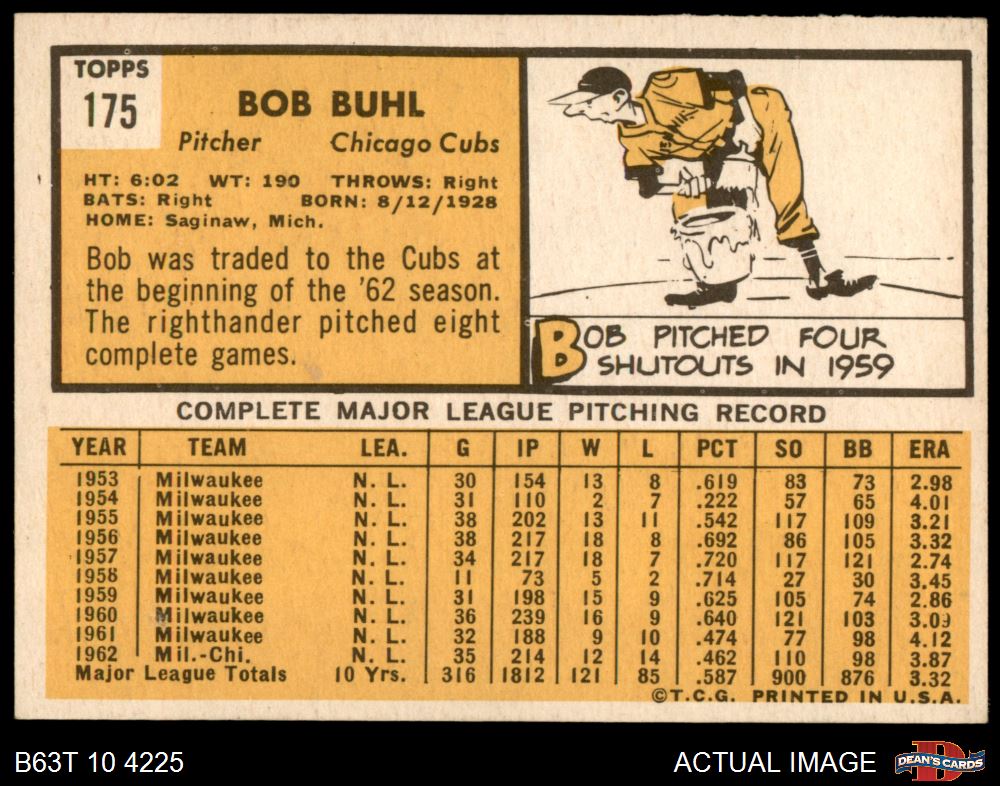 TOPPS
175
BOB BUHL
Pitcher Chicago Cubs
HT: 6:02 WT: 190 THROWS: Right
BATS: Right BORN: 8/12/1928
HOME: Saginaw, Mich.
Bob was traded to the Cubs at
the beginning of the '62 season.
The righthander pitched eight
complete games.
BOB PITCHED FOUR
SHUTOUTS IN 1959
COMPLETE MAJOR LEAGUE PITCHING RECORD
YEAR TEAM LEA. G IP W L PCT SO BB ERA
1953 Milwaukee N. L. 30 154 13 8 .619 83 73 2.98
1954 Milwaukee N. L. 31 110 2 7 .222 57 65 4.01
1955 Milwaukee N. L. 38 202 13 11 .542 117 109 3.21
1956 Milwaukee N. L. 38 217 18 8 .692 86 105 3.32
1957 Milwaukee N. L. 34 217 18 7 .720 117 121 2.74
1958 Milwaukee N. L. 11 73 5 2 .714 27 30 3.45
1959 Milwaukee N. L. 31 198 15 9 .625 105 74 2.86
1960 Milwaukee N. L. 36 239 16 9 .640 121 103 3.09
1961 Milwaukee N. L. 32 188 9 10 .474 77 98 4.12
1962 Mil.-Chi. N. L. 35 214 12 14 .462 110 98 3.87
Major League Totals 10 Yrs. 316 1812 121 85 .587 900 876 3.32
©T.C.G. PRINTED IN U.S.A.
B63T 10 4225 ACTUAL IMAGE DEAN'S CARDS